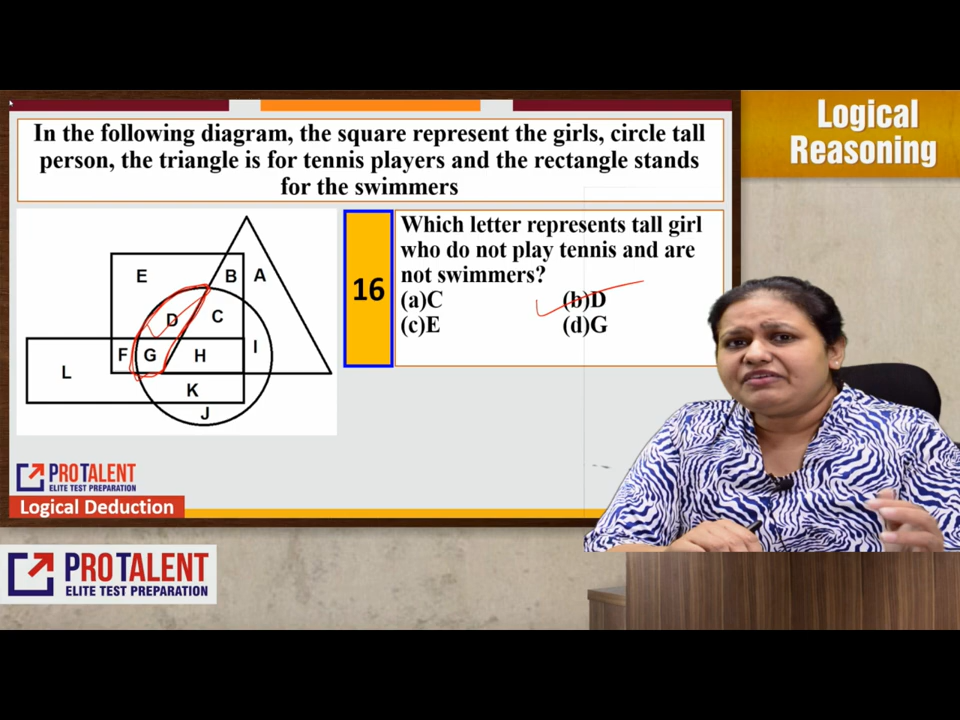 Logical
Reasoning
In the following diagram, the square represent the girls, circle tall
person, the triangle is for tennis players and the rectangle stands
for the swimmers
16
Which letter represents tall girl
who do not play tennis and are
not swimmers?
(a)C (b)D
(c)E (d)G
E
B
A
D
C
F
G
H
I
L
K
J
PROTALENT
ELITE TEST PREPARATION
Logical Deduction
PROTALENT
ELITE TEST PREPARATION